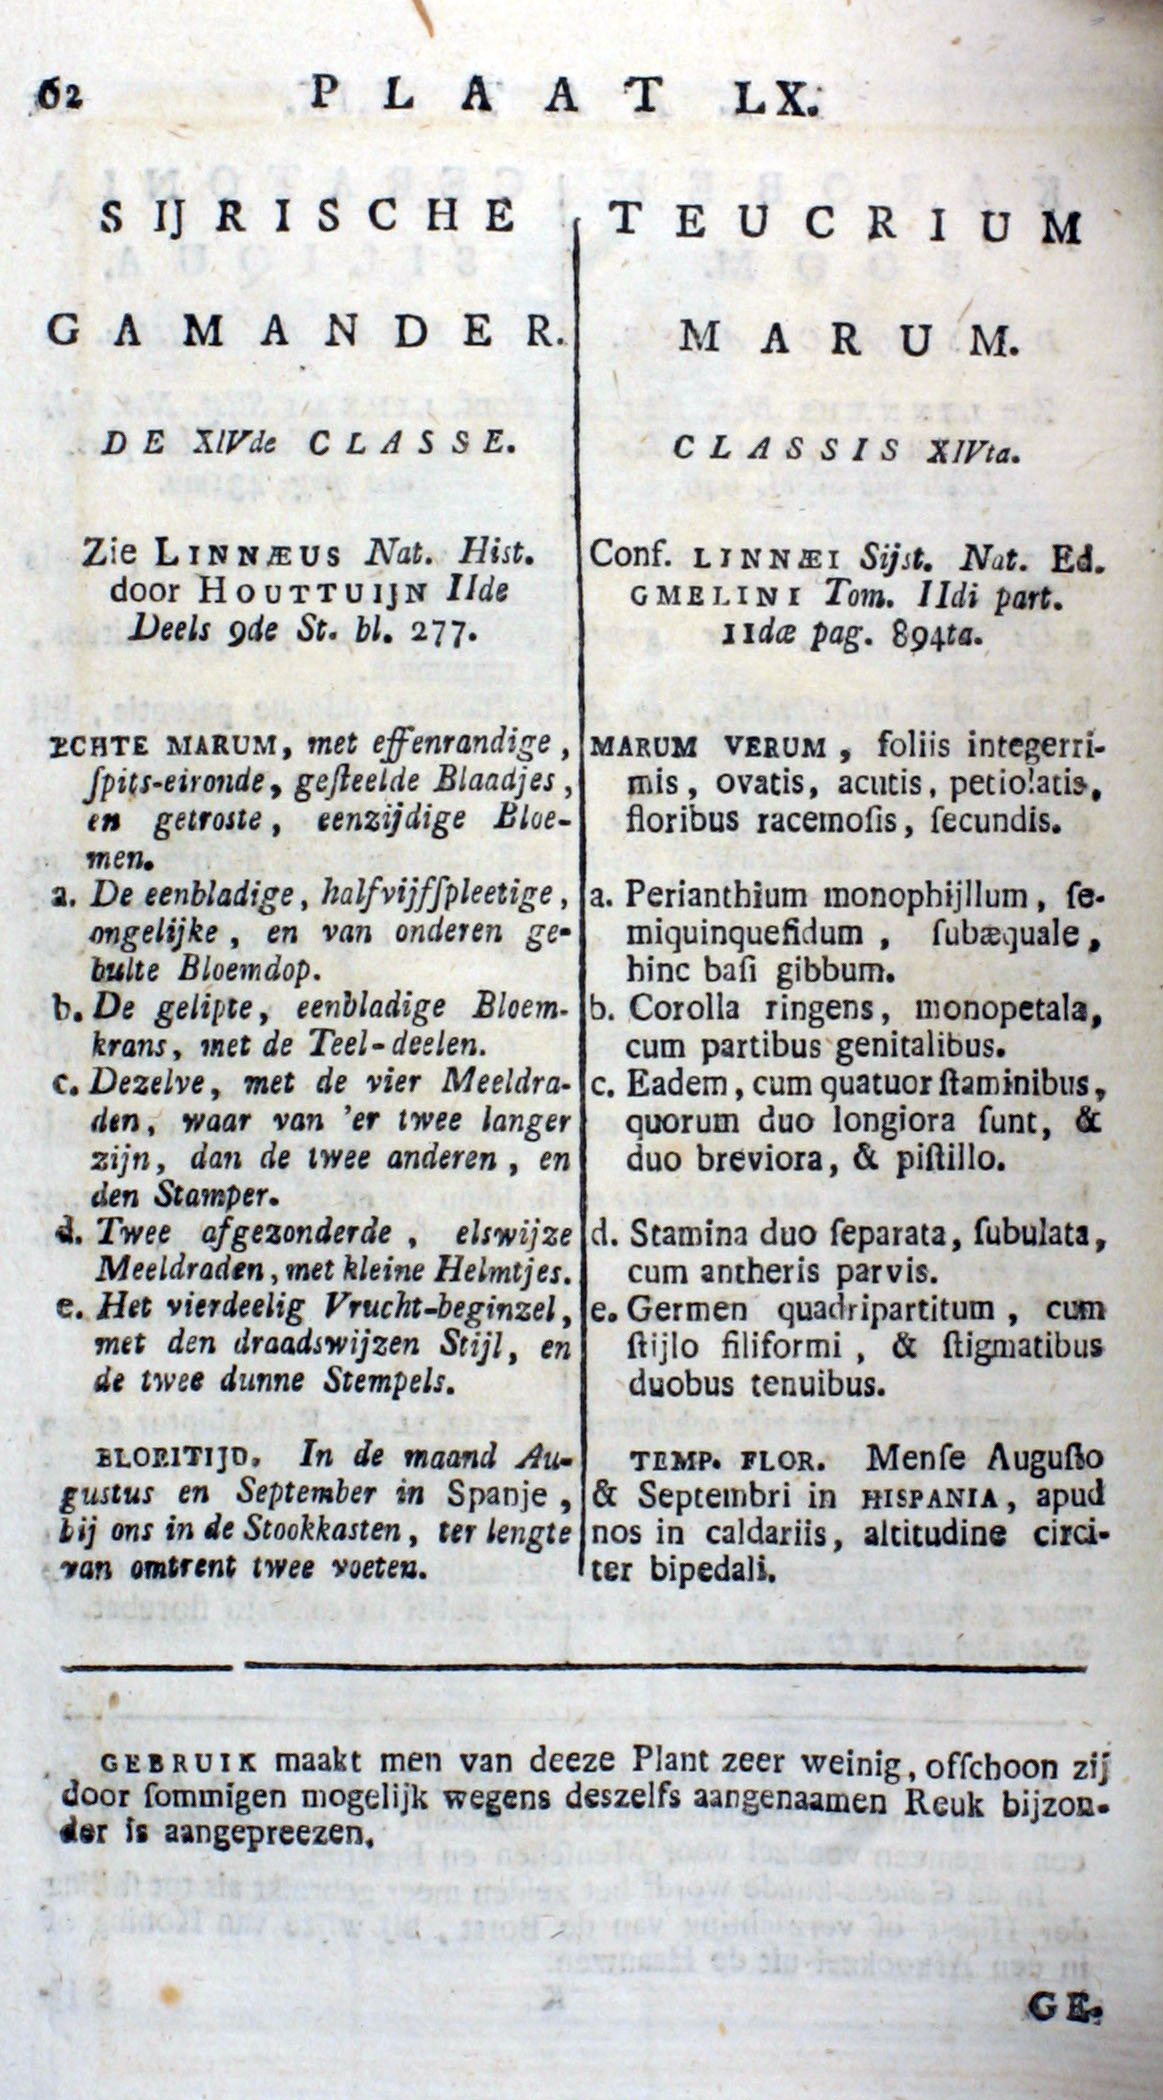 62 PLAAT LX.
SIJRISCHE
GAMANDER.
DE XIVde CLASSE.
Zie LINNÆUS Nat. Hist.
door HOUTTUIJN IIde
Deels 9de St. bl. 277.
ECHTE MARUM, met effenrandige,
ſpits-eironde, geſteelde Blaadjes,
en getroste, eenzijdige Bloe-
men.
a. De eenbladige, halfvijfſpleetige,
ongelijke, en van onderen ge-
bulte Bloemdop.
b. De gelipte, eenbladige Bloem-
krans, met de Teel-deelen.
c. Dezelve, met de vier Meeldra-
den, waar van 'er twee langer
zijn, dan de twee anderen, en
den Stamper.
d. Twee afgezonderde, elswijze
Meeldraden, met kleine Helmtjes.
e. Het vierdeelig Vrucht-beginzel,
met den draadswijzen Stijl, en
de twee dunne Stempels.
BLOEITIJD. In de maand Au-
gustus en September in Spanje,
bij ons in de Stookkasten, ter lengte
van omtrent twee voeten.
TEUCRIUM
MARUM.
CLASSIS XIVta.
Conf. LINNÆI Sijst. Nat. Ed.
GMELINI Tom. IIdi part.
IIdæ pag. 894ta.
MARUM VERUM, foliis integerri-
mis, ovatis, acutis, petiolatis,
floribus racemoſis, ſecundis.
a. Perianthium monophijllum, ſe-
miquinquefidum, ſubæquale,
hinc baſi gibbum.
b. Corolla ringens, monopetala,
cum partibus genitalibus.
c. Eadem, cum quatuor ſtaminibus,
quorum duo longiora ſunt, &
duo breviora, & piſtillo.
d. Stamina duo ſeparata, ſubulata,
cum antheris parvis.
e. Germen quadripartitum, cum
ſtijlo filiformi, & ſtigmatibus
duobus tenuibus.
TEMP. FLOR. Menſe Auguſto
& Septembri in HISPANIA, apud
nos in caldariis, altitudine circi-
ter bipedali.
GEBRUIK maakt men van deeze Plant zeer weinig, offchoon zij
door ſommigen mogelijk wegens deszelfs aangenaamen Reuk bijzon-
der is aangepreezen.
GE-